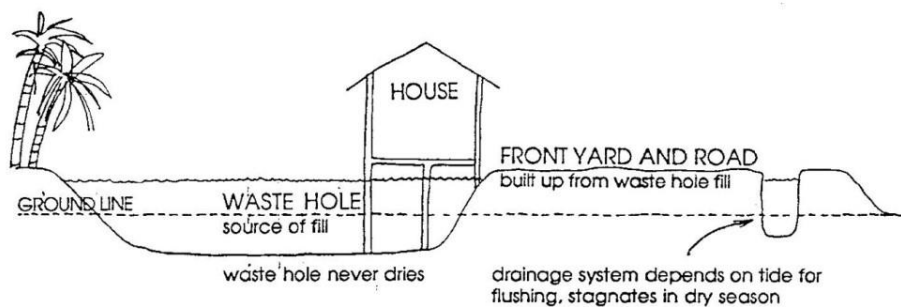 HOUSE
FRONT YARD AND ROAD
built up from waste hole fill
GROUND LINE
WASTE HOLE
source of fill
waste hole never dries
drainage system depends on tide for
flushing, stagnates in dry season